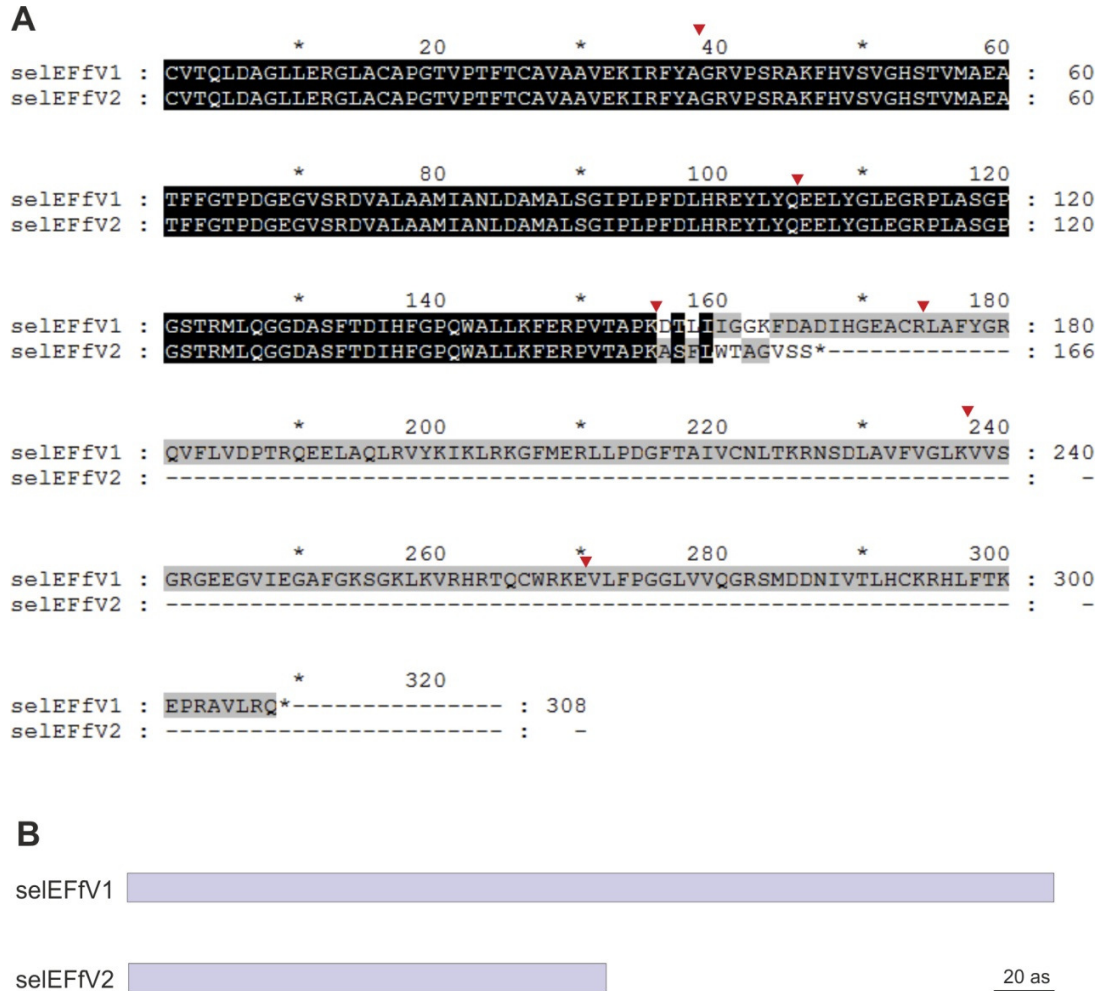 A
* 20 * 40 * 60
selEFfV1 : CVTQLDAGLLERGLACAPGTVPTFTCAVAAVEKIRFYAGRVPSRAKFHVSVGHSTVMAEA : 60
selEFfV2 : CVTQLDAGLLERGLACAPGTVPTFTCAVAAVEKIRFYAGRVPSRAKFHVSVGHSTVMAEA : 60
* 80 * 100 * 120
selEFfV1 : TFFGTPDGEGVSRDVALAAMIANLDAMALSGIPLPFDLHREYLYQEELYGLEGRPLASGP : 120
selEFfV2 : TFFGTPDGEGVSRDVALAAMIANLDAMALSGIPLPFDLHREYLYQEELYGLEGRPLASGP : 120
* 140 * 160 * 180
selEFfV1 : GSTRMLQGGDASFTDIHFGPQWALLKFERPVTAPKDTLIIGGKFDADIHGEACRLAFYGR : 180
selEFfV2 : GSTRMLQGGDASFTDIHFGPQWALLKFERPVTAPKASFLWTAGVSS*------------- : 166
* 200 * 220 * 240
selEFfV1 : QVFLVDPTRQEELAQLRVYKIKLRKGFMERLLPDGFTAIVCNLTKRNSDLAVFVGLKVVS : 240
selEFfV2 : ------------------------------------------------------------ : -
* 260 * 280 * 300
selEFfV1 : GRGEEGVIEGAFGKSGKLKVRHRTQCWRKEVLFPGGLVVQGRSMDDNIVTLHCKRHLFTK : 300
selEFfV2 : ------------------------------------------------------------ : -
* 320
selEFfV1 : EPRAVLRQ*--------------- : 308
selEFfV2 : ------------------------ : -
B
selEFfV1
selEFfV2
20 as